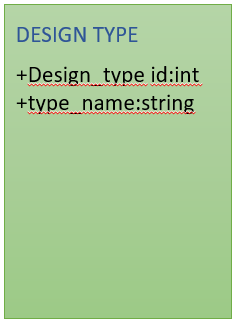 DESIGN TYPE
+Design_type id:int
+type_name:string